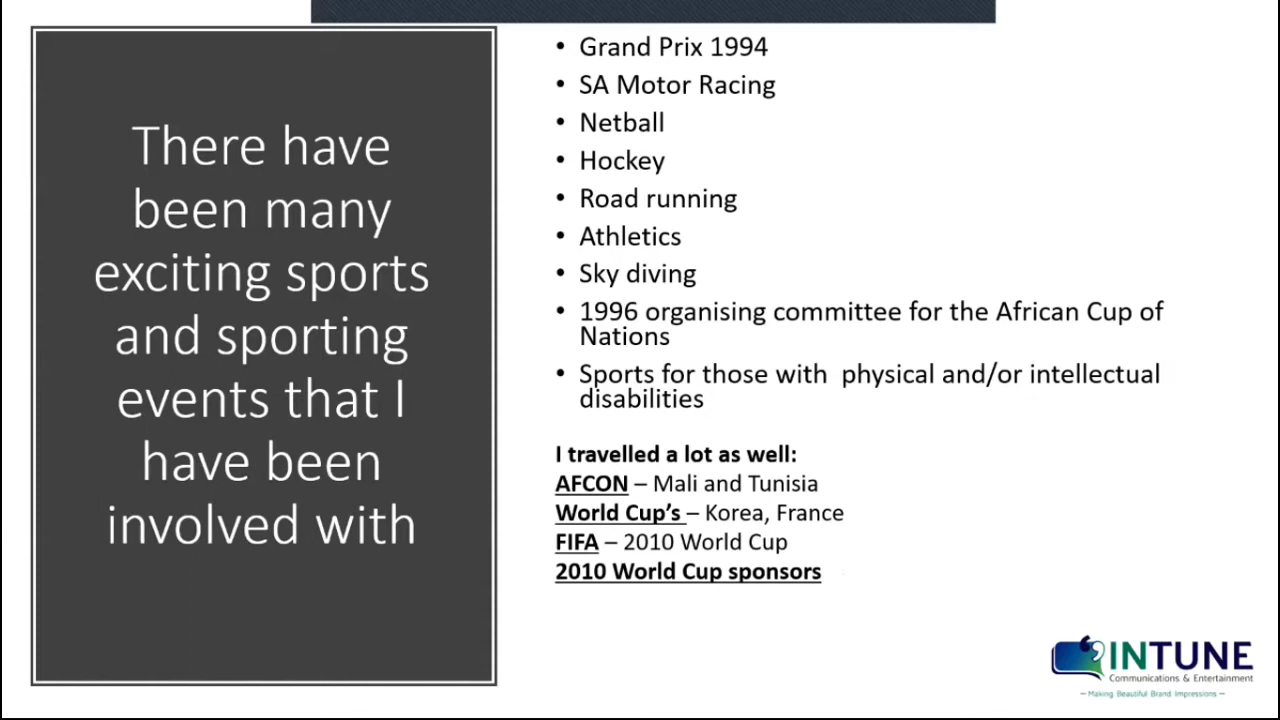 There have
been many
exciting sports
and sporting
events that I
have been
involved with
• Grand Prix 1994
• SA Motor Racing
• Netball
• Hockey
• Road running
• Athletics
• Sky diving
• 1996 organising committee for the African Cup of
Nations
• Sports for those with  physical and/or intellectual
disabilities
I travelled a lot as well:
AFCON – Mali and Tunisia
World Cup’s – Korea, France
FIFA – 2010 World Cup
2010 World Cup sponsors
INTUNE
Communications & Entertainment
— Making Beautiful Brand Impressions —